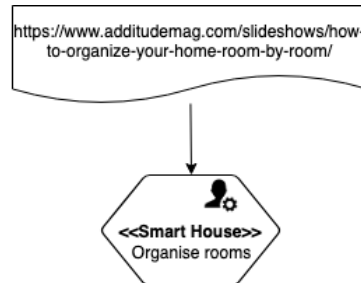 https://www.additudemag.com/slideshows/how-
to-organize-your-home-room-by-room/
<<Smart House>>
Organise rooms